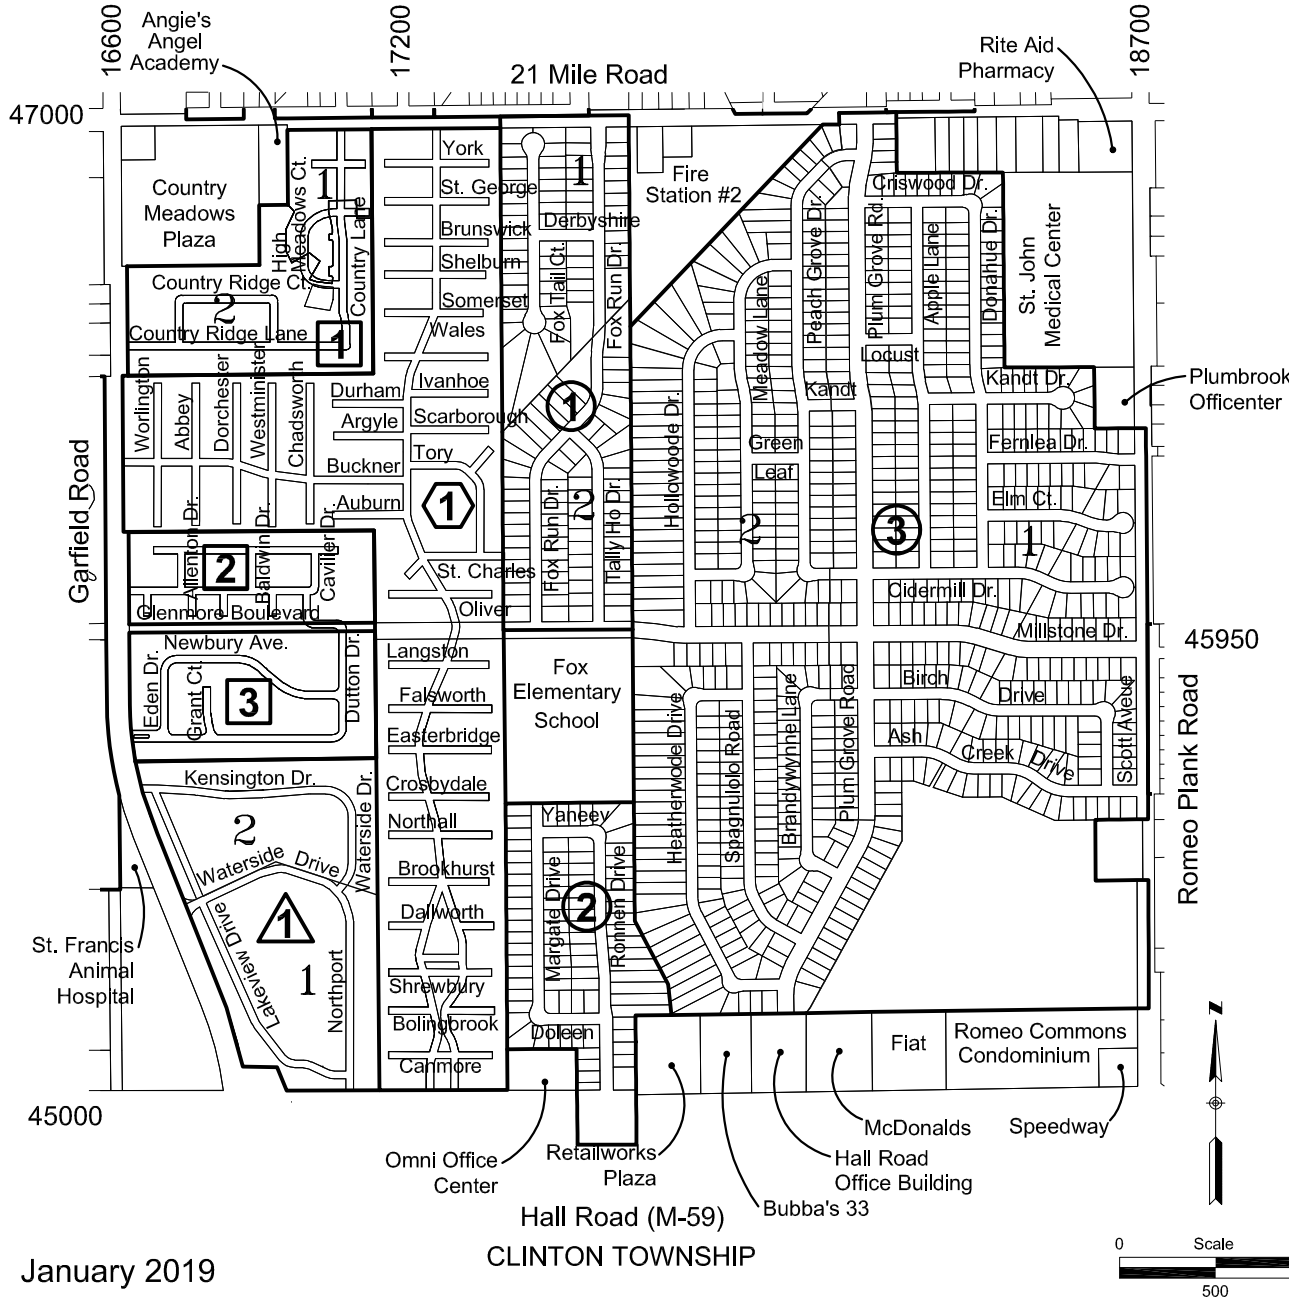 16600
Angie's
Angel
Academy
17200
21 Mile Road
Rite Aid
Pharmacy
18700
47000
Country
Meadows
Plaza
High
Meadows Ct.
1
Country Lane
York
St. George
Brunswick
Shelburn
Somerset
Wales
1
Derbyshire
Fox Tail Ct.
Fox Run Dr.
Fire
Station #2
Criswood Dr.
Peach Grove Dr.
Plum Grove Rd.
Apple Lane
Donahue Dr.
St. John
Medical Center
Country Ridge Ct.
2
Country Ridge Lane
1
Meadow Lane
Locust
Kandt
Kandt Dr.
Plumbrook
Officenter
Worlington
Abbey
Dorchester
Westminister
Chadsworth
Durham
Argyle
Buckner
Auburn
Ivanhoe
Scarborough
Tory
1
1
Hollowoode Dr.
Green
Leaf
Fernlea Dr.
Elm Ct.
Garfield Road
Fox Run Dr.
2
Tally Ho Dr.
2
3
1
Allenton Dr.
2
Baldwin Dr.
Cavilier Dr.
Glenmore Boulevard
St. Charles
Oliver
Cidermill Dr.
Millstone Dr.
45950
Newbury Ave.
Eden Dr.
Grant Ct.
3
Dutton Dr.
Langston
Falsworth
Easterbridge
Crosbydale
Northall
Brookhurst
Dallworth
Shrewbury
Bolingbrook
Canmore
Fox
Elementary
School
Heatherwode Drive
Spagnulolo Road
Brandywynne Lane
Plum Grove Road
Birch
Drive
Ash
Creek
Drive
Scott Avenue
Romeo Plank Road
Kensington Dr.
2
Waterside
Drive
Waterside Dr.
1
Lakeview Drive
1
Northport
Yaneey
Margate Drive
2
Ronnen Drive
Doleen
St. Francis
Animal
Hospital
45000
Fiat
Romeo Commons
Condominium
Omni Office
Center
Retailworks
Plaza
McDonalds
Hall Road
Office Building
Bubba's 33
Speedway
Hall Road (M-59)
CLINTON TOWNSHIP
January 2019
z
0
Scale
500